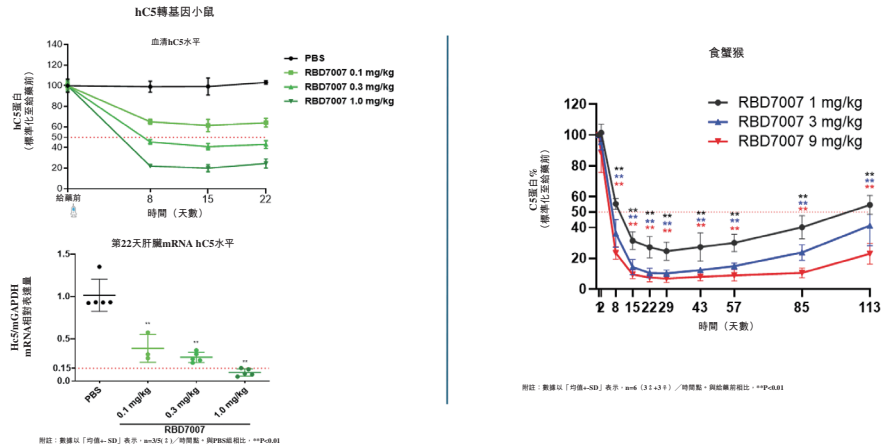 hC5轉基因小鼠
血清hC5水平
hC5蛋白
（標準化至給藥前）
140
120
100
80
60
50
40
20
0
PBS
RBD7007 0.1 mg/kg
RBD7007 0.3 mg/kg
RBD7007 1.0 mg/kg
給藥前
8
15
22
時間（天數）
第22天肝臟mRNA hC5水平
Hc5/mGAPDH
mRNA相對表達量
1.5
1.0
0.5
0.15
0.0
**
**
**
PBS
0.1 mg/kg
0.3 mg/kg
1.0 mg/kg
RBD7007
附註：數據以「均值+- SD」表示，n=3/5(♀)／時間點。與PBS組相比，**P<0.01
食蟹猴
C5蛋白%
（標準化至給藥前）
120
100
80
60
50
40
20
0
RBD7007 1 mg/kg
RBD7007 3 mg/kg
RBD7007 9 mg/kg
** ** ** ** ** ** ** **
** ** ** ** ** ** ** **
** ** ** ** ** ** ** **
1 2 8 15 22 29 43 57 85 113
時間（天數）
附註：數據以「均值+-SD」表示，n=6（3♀+3♂）／時間點。與給藥前相比，**P<0.01